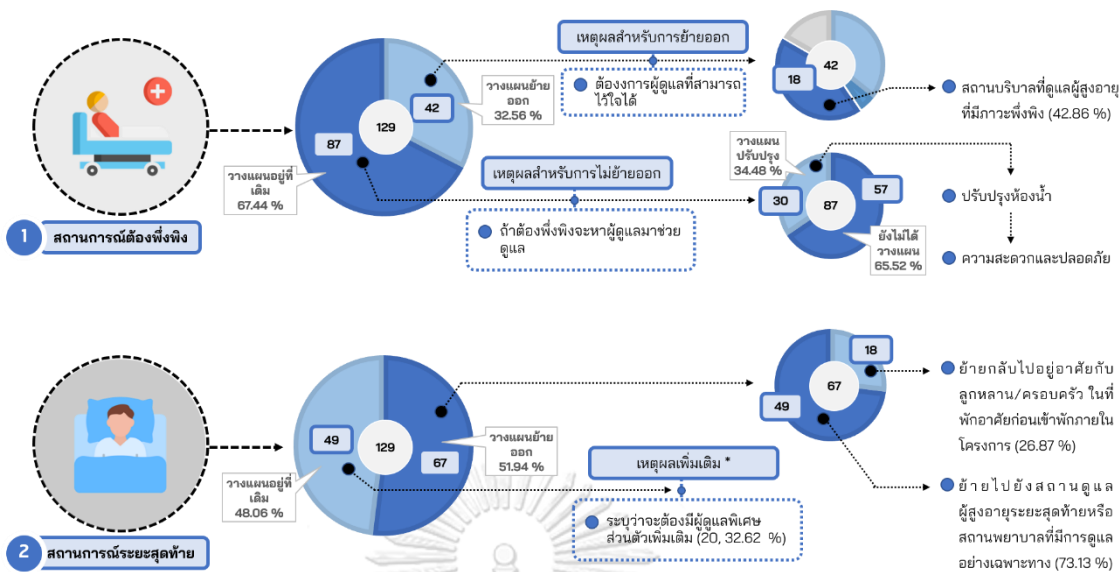 เหตุผลสำหรับการย้ายออก
ต้องงการผู้ดูแลที่สามารถ
ไว้ใจได้
วางแผนย้าย
ออก
32.56 %
42
129
87
วางแผนอยู่ที่
เดิม
67.44 %
42
18
สถานบริบาลที่ดูแลผู้สูงอายุ
ที่มีภาวะพึ่งพิง (42.86 %)
เหตุผลสำหรับการไม่ย้ายออก
ถ้าต้องพึ่งพิงจะหาผู้ดูแลมาช่วย
ดูแล
วางแผน
ปรับปรุง
34.48 %
30
57
87
ยังไม่ได้
วางแผน
65.52 %
ปรับปรุงห้องน้ำ
ความสะดวกและปลอดภัย
1 สถานการณ์ต้องพึ่งพิง
49
129
67
วางแผนย้าย
ออก
51.94 %
วางแผนอยู่ที่
เดิม
48.06 %
เหตุผลเพิ่มเติม *
ระบุว่าจะต้องมีผู้ดูแลพิเศษ
ส่วนตัวเพิ่มเติม (20, 32.62 %)
18
67
49
ย้ายกลับไปอยู่อาศัยกับ
ลูกหลาน/ครอบครัว ในที่
พักอาศัยก่อนเข้าพักภายใน
โครงการ (26.87 %)
ย้ายไปยังสถานดูแล
ผู้สูงอายุระยะสุดท้ายหรือ
สถานพยาบาลที่มีการดูแล
อย่างเฉพาะทาง (73.13 %)
2 สถานการณ์ระยะสุดท้าย